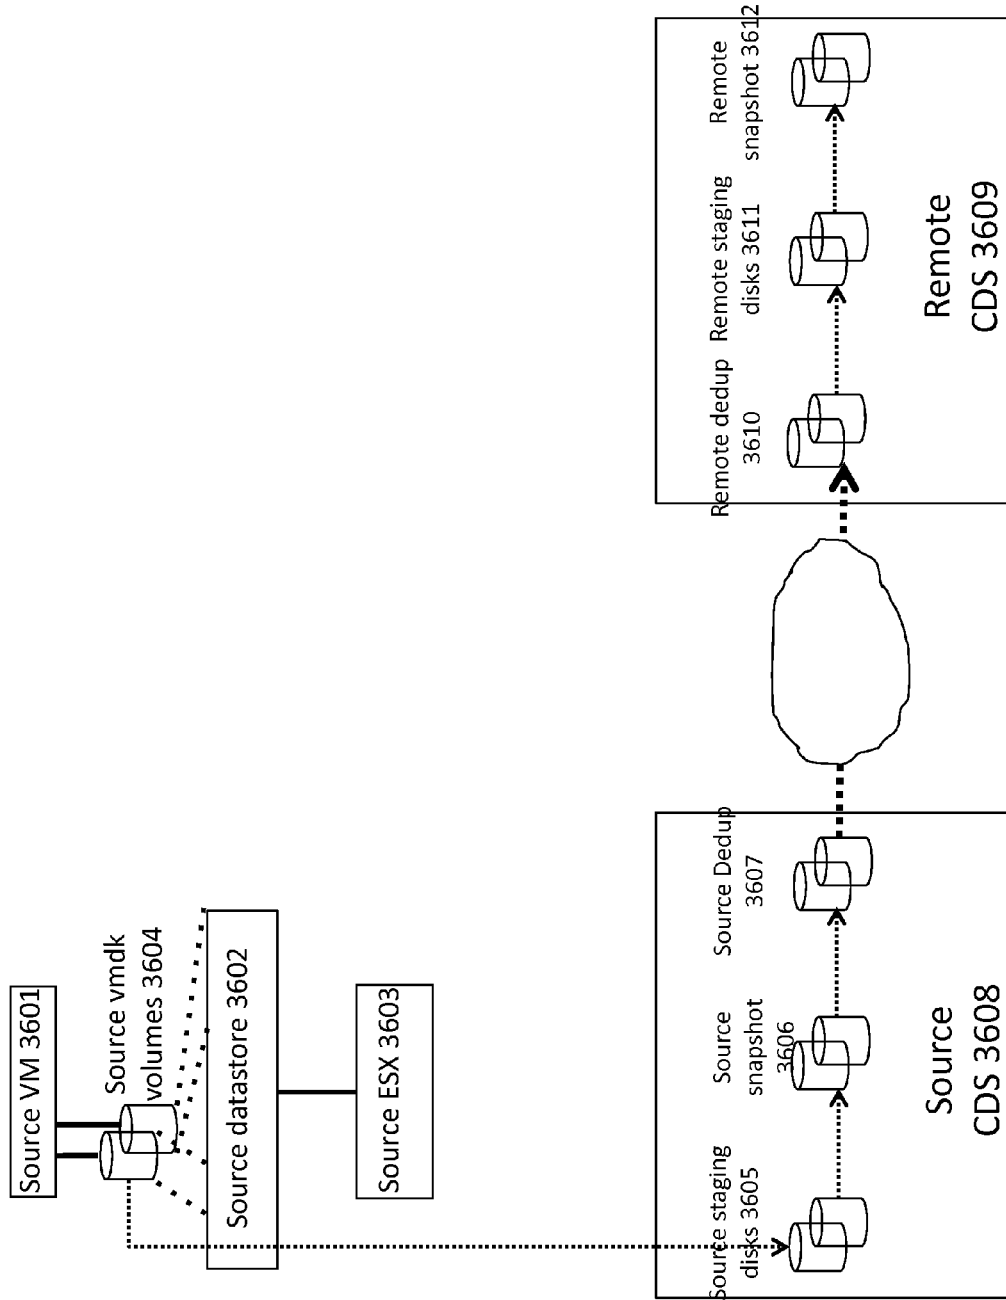 Source VM 3601
Source vmdk
volumes 3604
Source datastore 3602
Source ESX 3603
Source staging
disks 3605
Source
snapshot
3606
Source Dedup
3607
Source
CDS 3608
Remote dedup
3610
Remote staging
disks 3611
Remote
snapshot 3612
Remote
CDS 3609